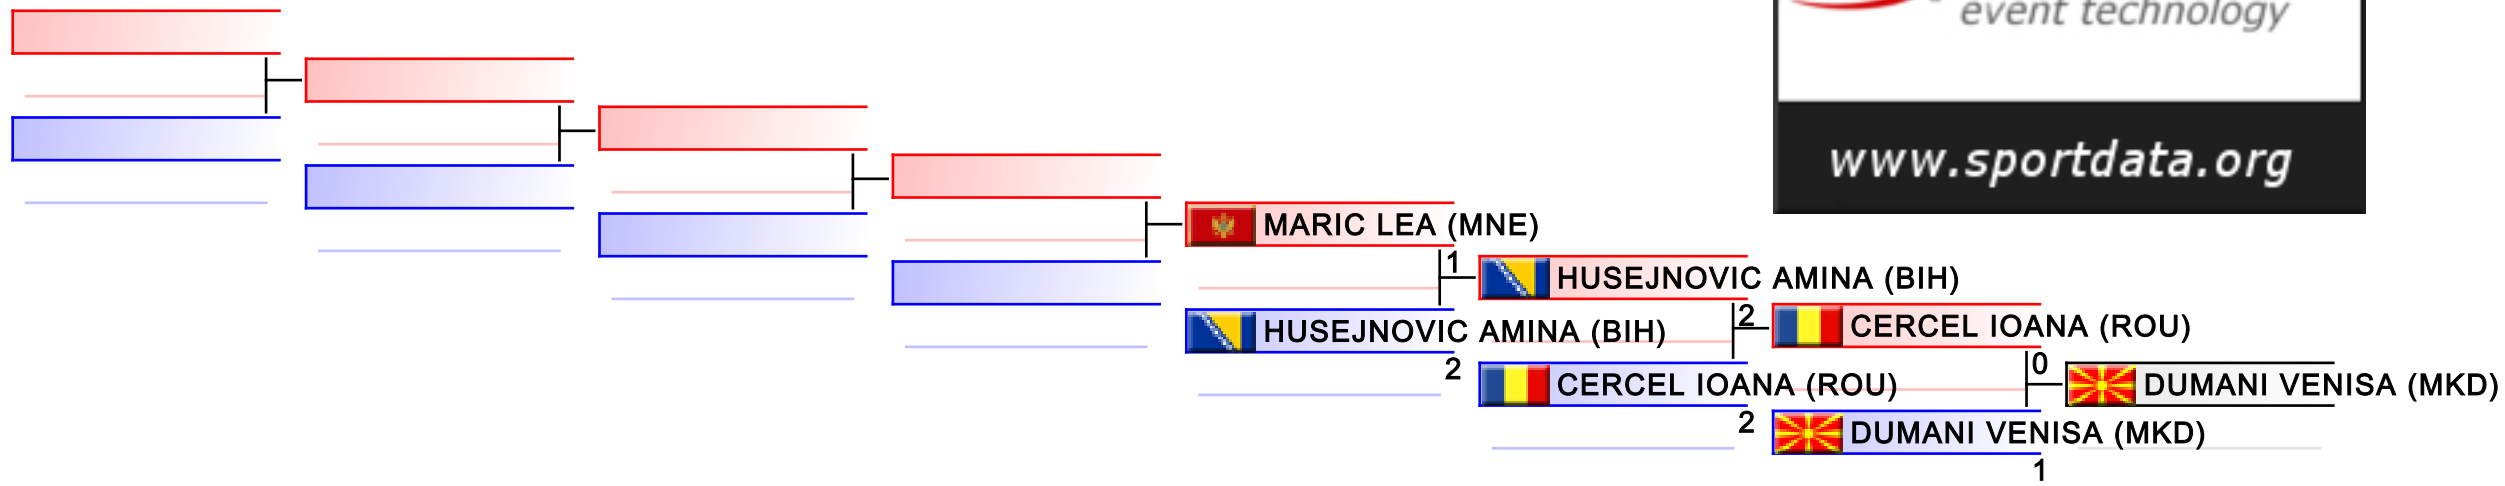 event technology
www.sportdata.org
MARIC LEA (MNE)
1
HUSEJNOVIC AMINA (BIH)
HUSEJNOVIC AMINA (BIH)
2
2
CERCEL IOANA (ROU)
CERCEL IOANA (ROU)
2
0
DUMANI VENISA (MKD)
DUMANI VENISA (MKD)
1